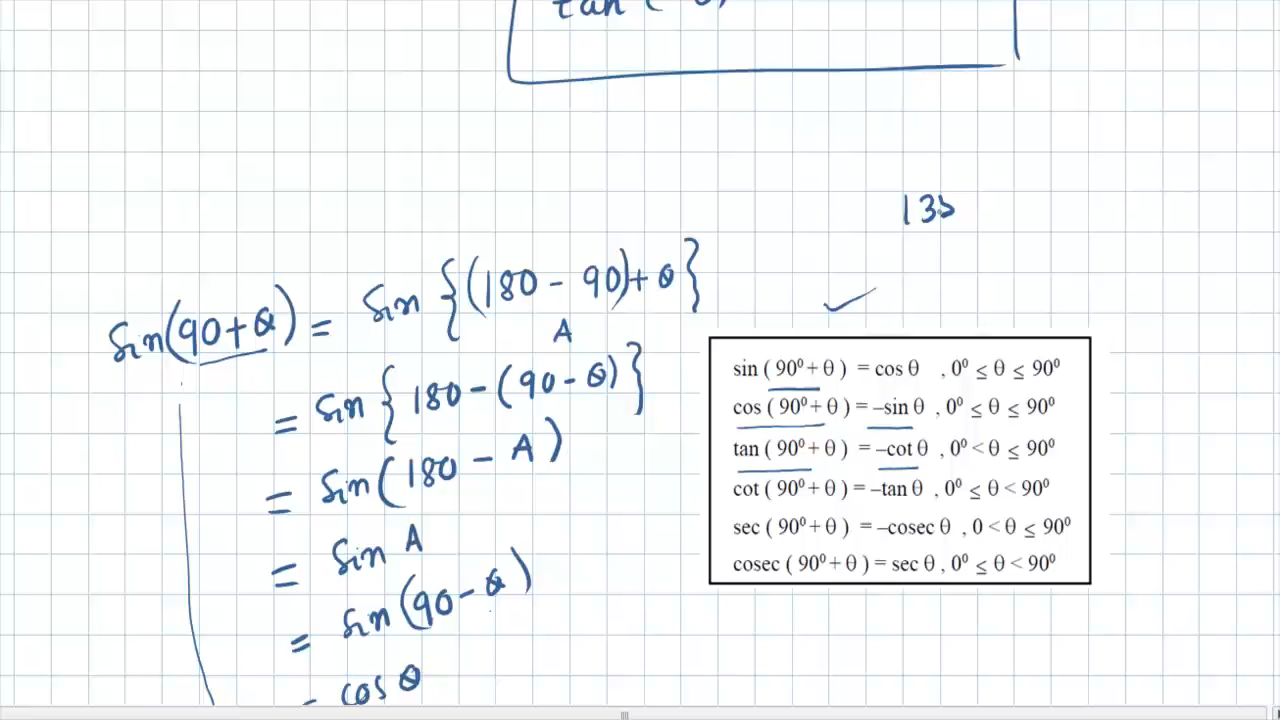 tan (
135
sin(90+θ) = sin {(180 - 90)+ θ}
A
= sin {180 - (90 - θ)}
= sin(180 - A)
= sin A
= sin(90 - θ)
= cos θ
sin ( 90⁰ + θ ) = cos θ , 0⁰ ≤ θ ≤ 90⁰
cos ( 90⁰ + θ ) = –sin θ , 0⁰ ≤ θ ≤ 90⁰
tan ( 90⁰ + θ ) = –cot θ , 0⁰ < θ ≤ 90⁰
cot ( 90⁰ + θ ) = –tan θ , 0⁰ ≤ θ < 90⁰
sec ( 90⁰ + θ ) = –cosec θ , 0 < θ ≤ 90⁰
cosec ( 90⁰ + θ ) = sec θ , 0⁰ ≤ θ < 90⁰